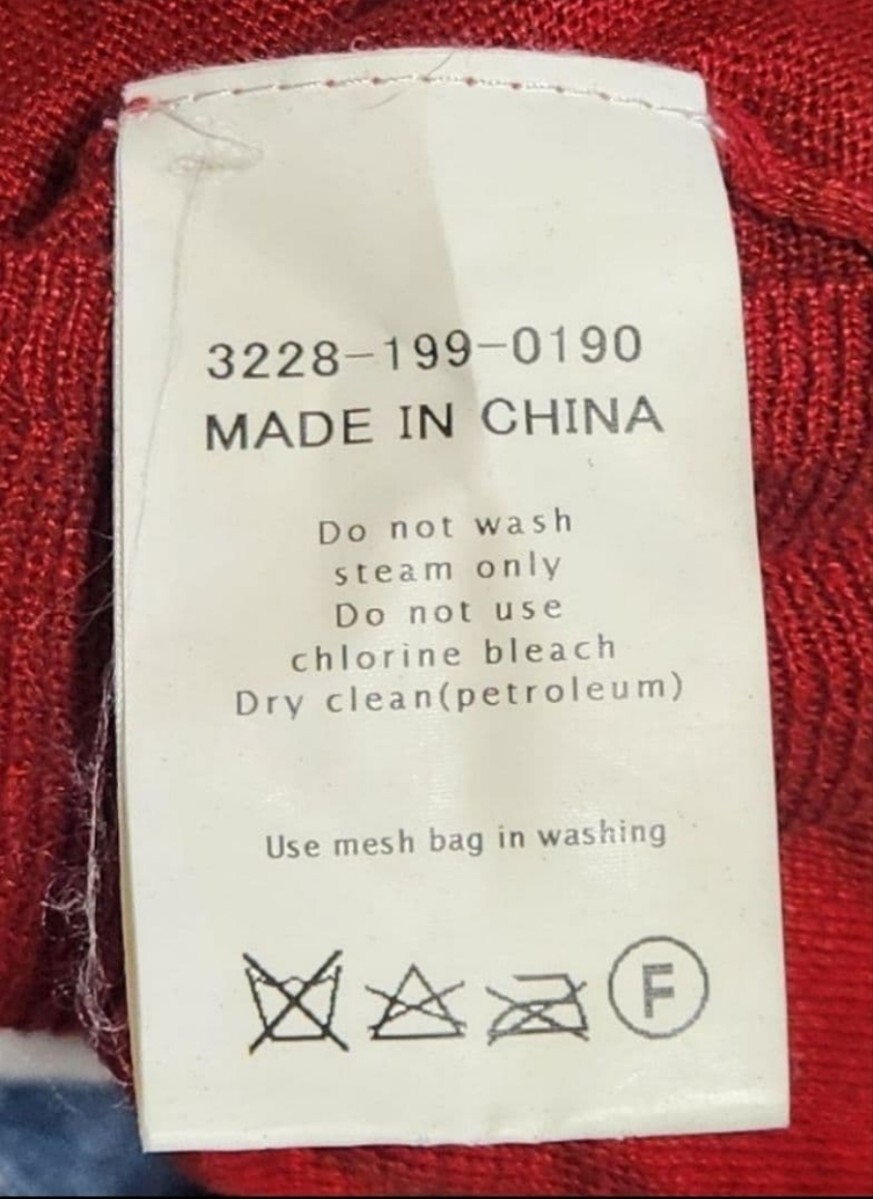 3228-199-0190
MADE IN CHINA
Do not wash
steam only
Do not use
chlorine bleach
Dry clean(petroleum)
Use mesh bag in washing
F